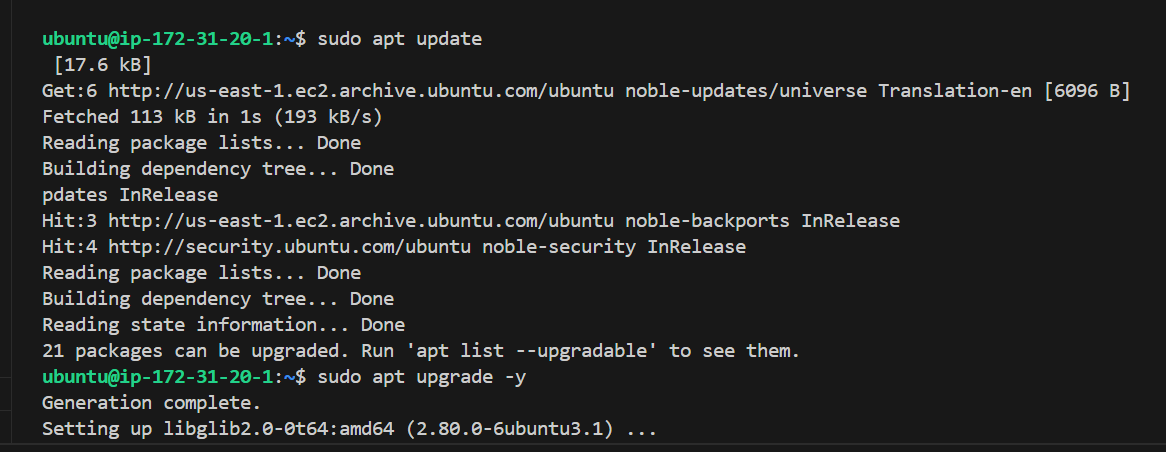 ubuntu@ip-172-31-20-1:~$ sudo apt update
[17.6 kB]
Get:6 http://us-east-1.ec2.archive.ubuntu.com/ubuntu noble-updates/universe Translation-en [6096 B]
Fetched 113 kB in 1s (193 kB/s)
Reading package lists... Done
Building dependency tree... Done
pdates InRelease
Hit:3 http://us-east-1.ec2.archive.ubuntu.com/ubuntu noble-backports InRelease
Hit:4 http://security.ubuntu.com/ubuntu noble-security InRelease
Reading package lists... Done
Building dependency tree... Done
Reading state information... Done
21 packages can be upgraded. Run 'apt list --upgradable' to see them.
ubuntu@ip-172-31-20-1:~$ sudo apt upgrade -y
Generation complete.
Setting up libglib2.0-0t64:amd64 (2.80.0-6ubuntu3.1) ...